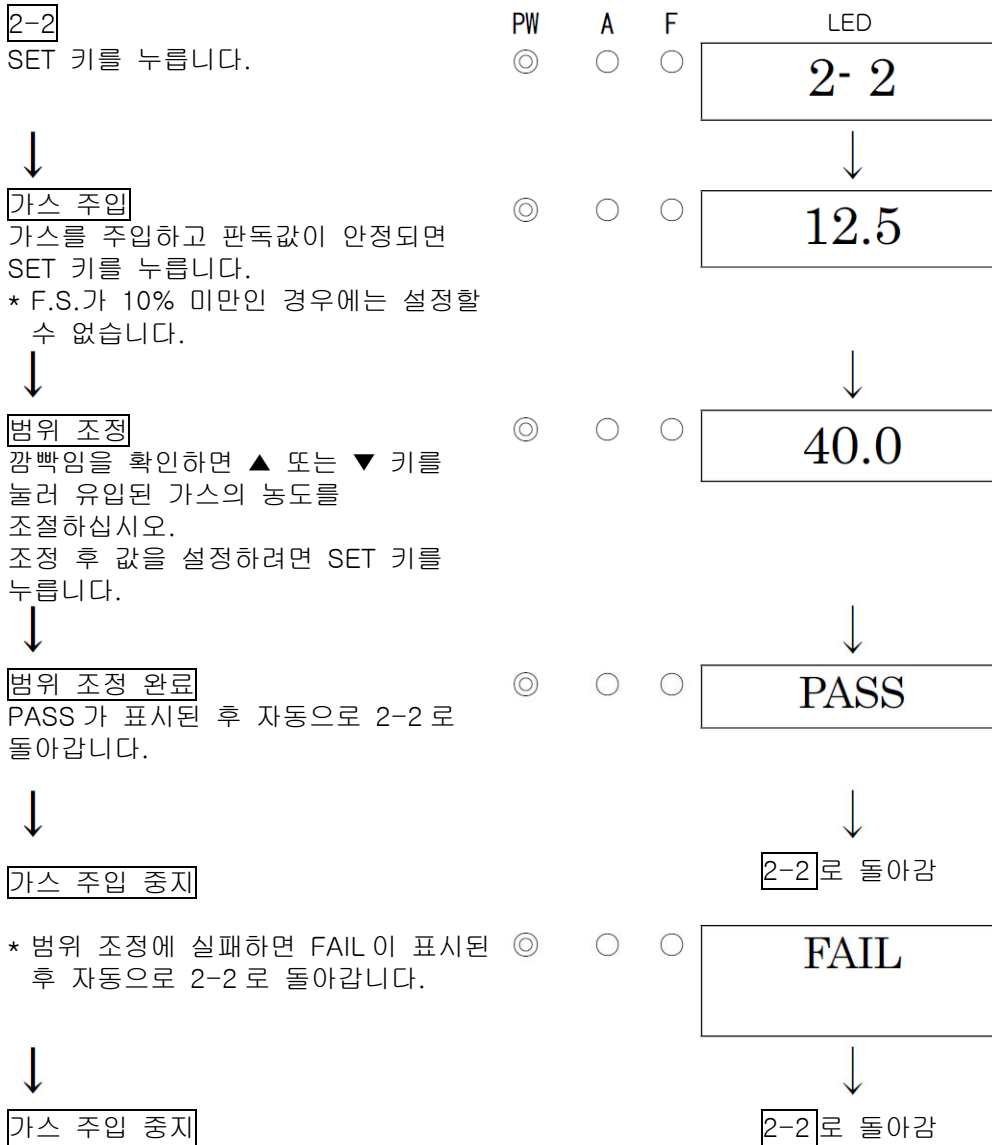 2-2 PW A F LED
SET 키를 누릅니다. ◎ ○ ○ 2- 2
↓ ↓
가스 주입 ◎ ○ ○ 12.5
가스를 주입하고 판독값이 안정되면
SET 키를 누릅니다.
* F.S.가 10% 미만인 경우에는 설정할
수 없습니다.
↓ ↓
범위 조정 ◎ ○ ○ 40.0
깜빡임을 확인하면 ▲ 또는 ▼ 키를
눌러 유입된 가스의 농도를
조절하십시오.
조정 후 값을 설정하려면 SET 키를
누릅니다.
↓ ↓
범위 조정 완료 ◎ ○ ○ PASS
PASS 가 표시된 후 자동으로 2-2 로
돌아갑니다.
↓ ↓
가스 주입 중지 2-2 로 돌아감
* 범위 조정에 실패하면 FAIL 이 표시된 ◎ ○ ○ FAIL
후 자동으로 2-2 로 돌아갑니다.
↓ ↓
가스 주입 중지 2-2 로 돌아감